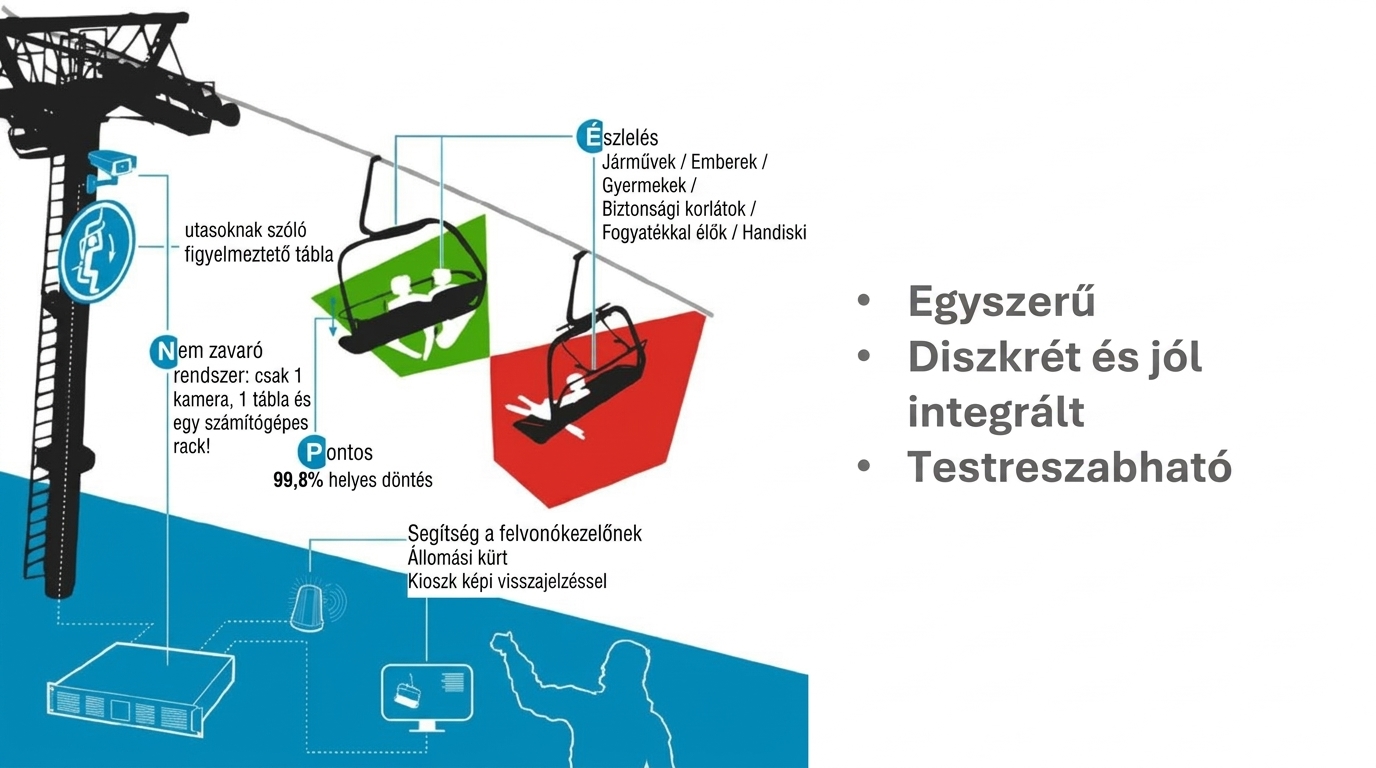 Észlelés
Járművek / Emberek /
Gyermekek /
Biztonsági korlátok /
Fogyatékkal élők / Handiski
utasoknak szóló
figyelmeztető tábla
Nem zavaró
rendszer: csak 1
kamera, 1 tábla és
egy számítógépes
rack!
Pontos
99,8% helyes döntés
Segítség a felvonókezelőnek
Állomási kürt
Kioszk képi visszajelzéssel
• Egyszerű
• Diszkrét és jól
integrált
• Testreszabható